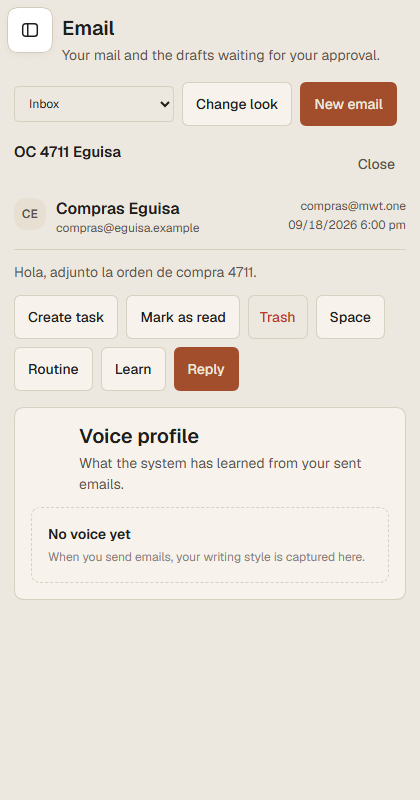 Email
Your mail and the drafts waiting for your approval.
Inbox
Change look
New email
OC 4711 Eguisa
Close
CE
Compras Eguisa
compras@eguisa.example
compras@mwt.one
09/18/2026 6:00 pm
Hola, adjunto la orden de compra 4711.
Create task
Mark as read
Trash
Space
Routine
Learn
Reply
Voice profile
What the system has learned from your sent
emails.
No voice yet
When you send emails, your writing style is captured here.